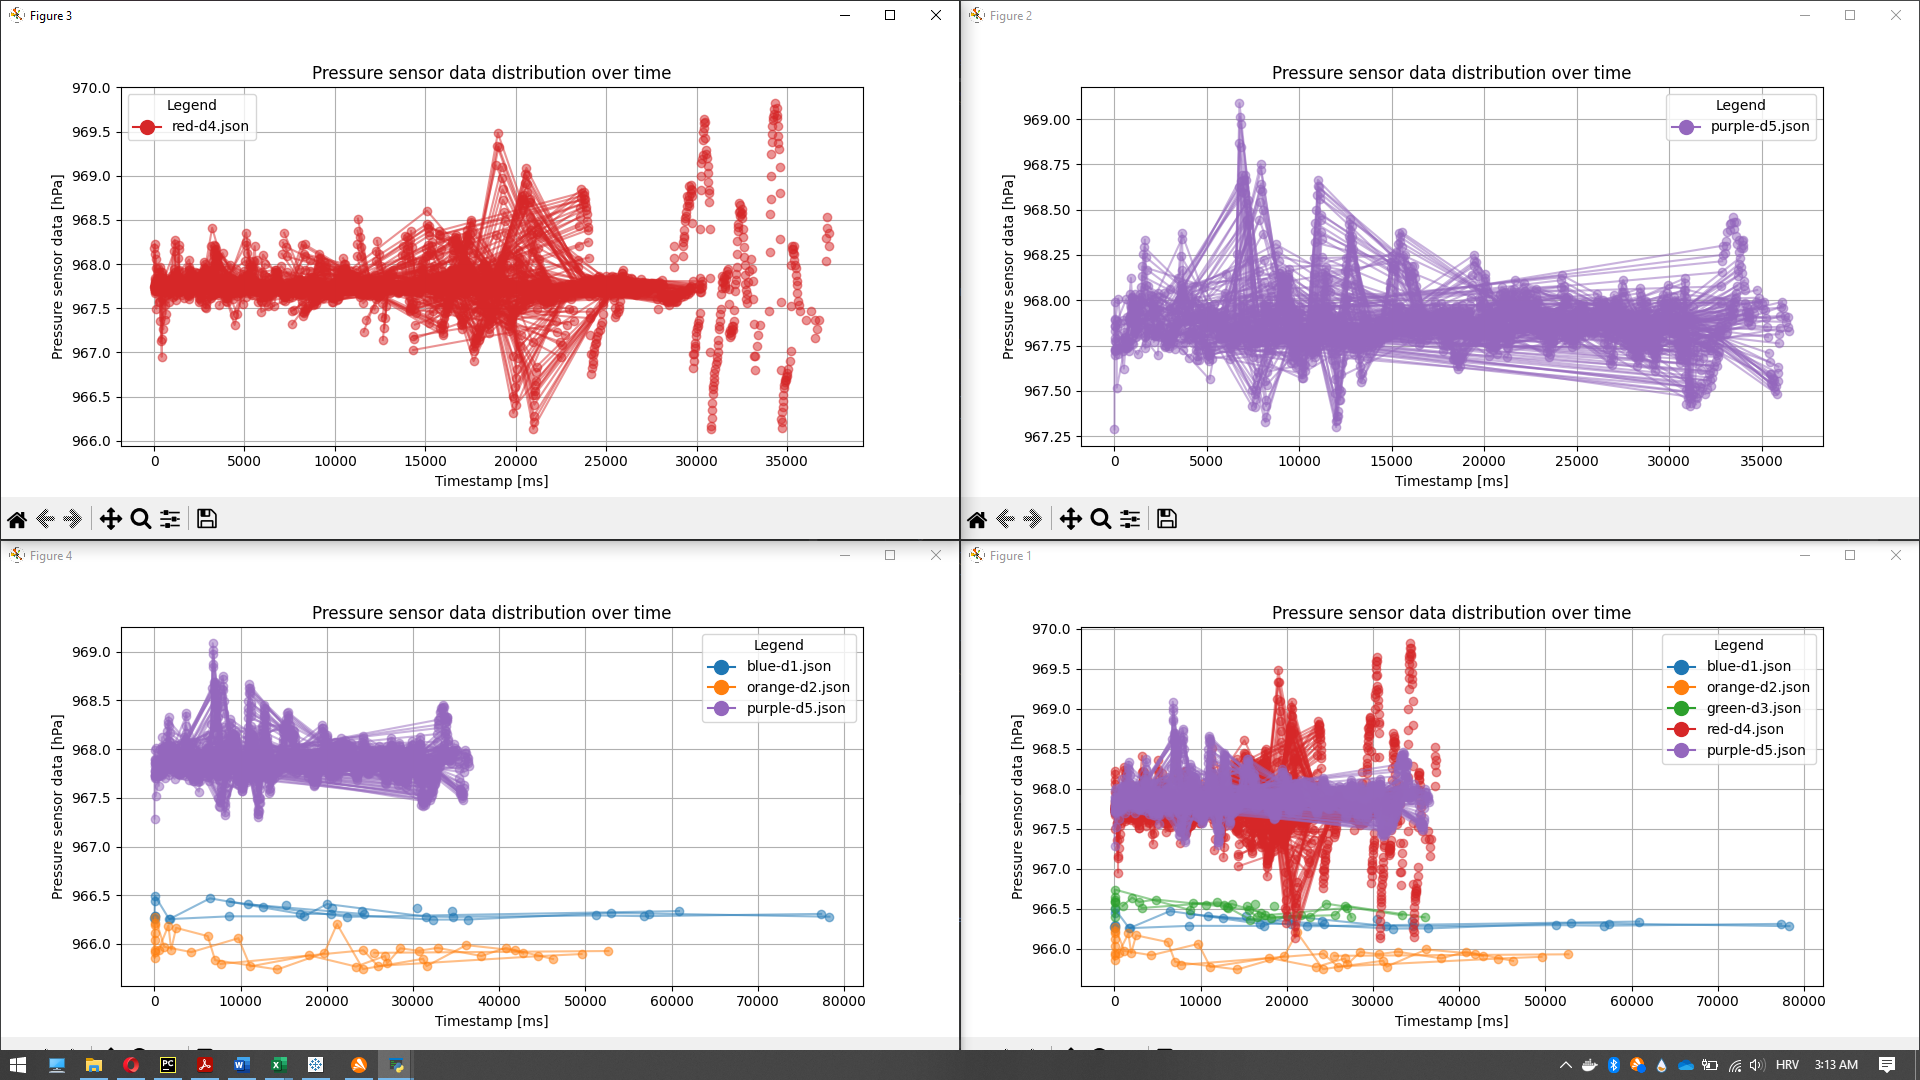 Figure 3
Pressure sensor data distribution over time
Legend
red-d4.json
970.0
969.5
969.0
968.5
968.0
967.5
967.0
966.5
966.0
Pressure sensor data [hPa]
0 5000 10000 15000 20000 25000 30000 35000
Timestamp [ms]
Figure 2
Pressure sensor data distribution over time
Legend
purple-d5.json
969.00
968.75
968.50
968.25
968.00
967.75
967.50
967.25
Pressure sensor data [hPa]
0 5000 10000 15000 20000 25000 30000 35000
Timestamp [ms]
Figure 4
Pressure sensor data distribution over time
Legend
blue-d1.json
orange-d2.json
purple-d5.json
969.0
968.5
968.0
967.5
967.0
966.5
966.0
Pressure sensor data [hPa]
0 10000 20000 30000 40000 50000 60000 70000 80000
Timestamp [ms]
Figure 1
Pressure sensor data distribution over time
Legend
blue-d1.json
orange-d2.json
green-d3.json
red-d4.json
purple-d5.json
970.0
969.5
969.0
968.5
968.0
967.5
967.0
966.5
966.0
Pressure sensor data [hPa]
0 10000 20000 30000 40000 50000 60000 70000 80000
Timestamp [ms]
PC
HRV
3:13 AM